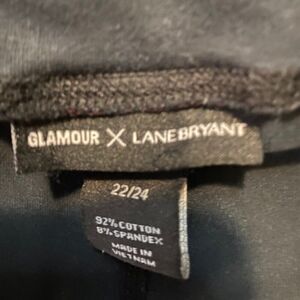 GLAMOUR X LANE BRYANT
22/24
92% COTTON
8% SPANDEX
MADE IN
VIETNAM